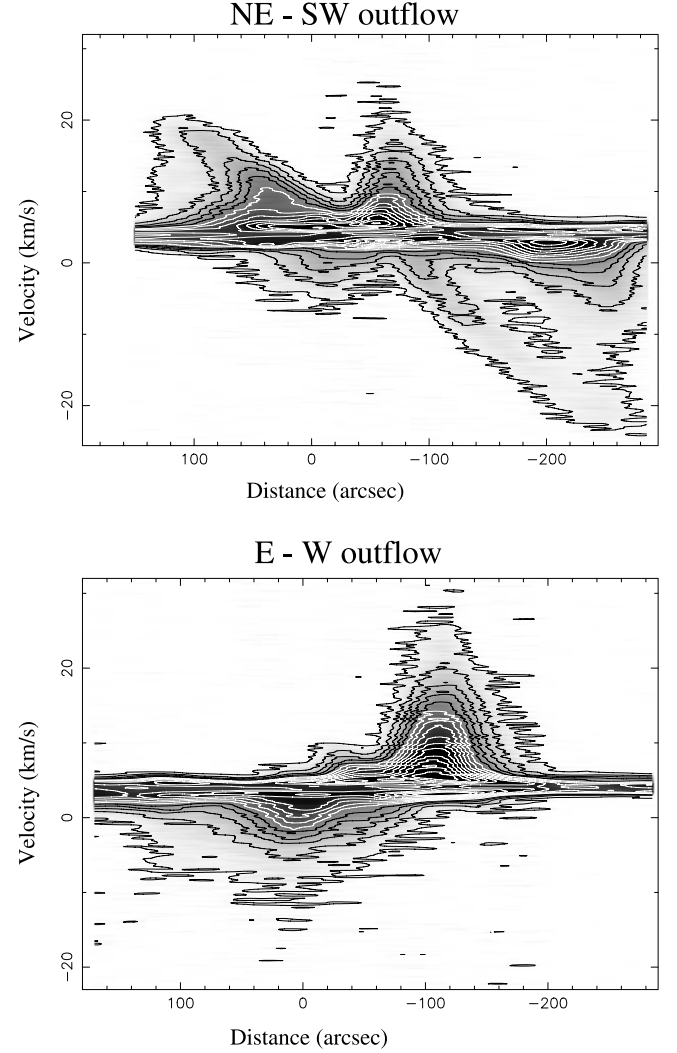 NE - SW outflow
20
0
−20
Velocity (km/s)
100 0 −100 −200
Distance (arcsec)
E - W outflow
20
0
−20
Velocity (km/s)
100 0 −100 −200
Distance (arcsec)